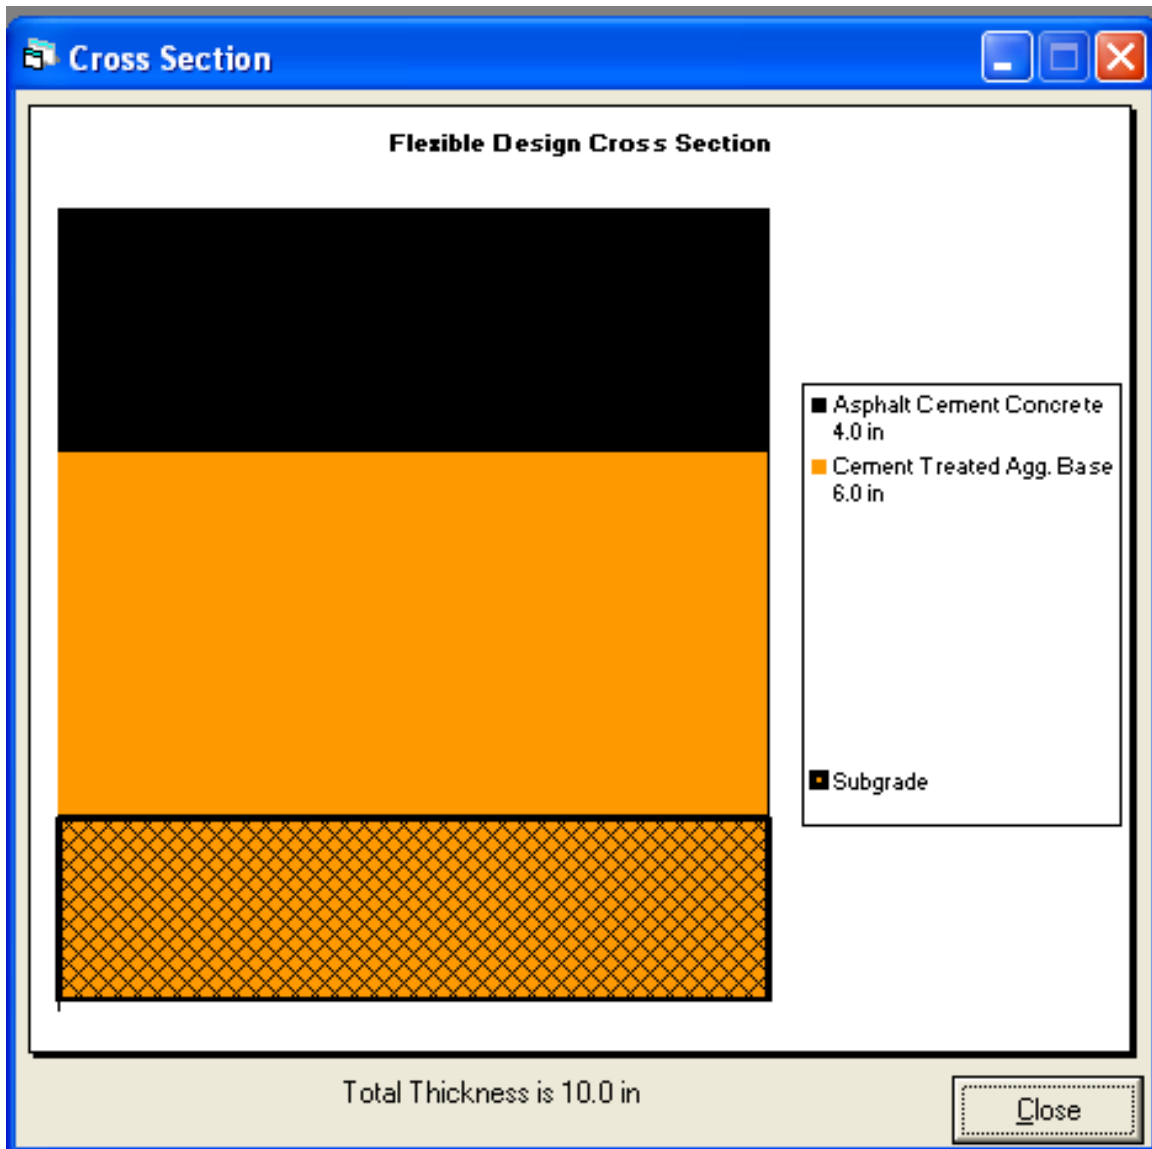 Cross Section
Flexible Design Cross Section
Asphalt Cement Concrete
4.0 in
Cement Treated Agg. Base
6.0 in
Subgrade
Total Thickness is 10.0 in
Close